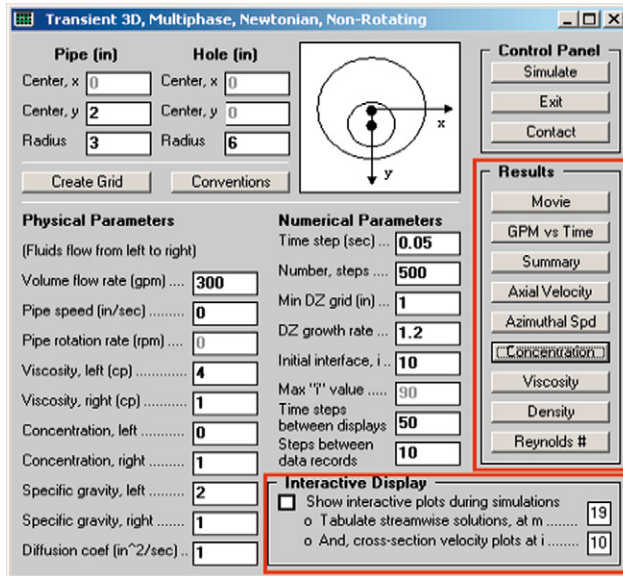 Transient 3D, Multiphase, Newtonian, Non-Rotating
Pipe (in)
Hole (in)
Center, x 0
Center, x 0
Center, y 2
Center, y 0
Radius 3
Radius 6
Create Grid
Conventions
x
y
Control Panel
Simulate
Exit
Contact
Results
Movie
GPM vs Time
Summary
Axial Velocity
Azimuthal Spd
Concentration
Viscosity
Density
Reynolds #
Physical Parameters
(Fluids flow from left to right)
Volume flow rate (gpm) .... 300
Pipe speed (in/sec) .......... 0
Pipe rotation rate (rpm) .... 0
Viscosity, left (cp) ............. 4
Viscosity, right (cp) ........... 1
Concentration, left ........... 0
Concentration, right ......... 1
Specific gravity, left ......... 2
Specific gravity, right ....... 1
Diffusion coef (in^2/sec) .. 1
Numerical Parameters
Time step (sec) ... 0.05
Number, steps .... 500
Min DZ grid (in) ... 1
DZ growth rate ... 1.2
Initial interface, i .. 10
Max "i" value ..... 90
Time steps
between displays 50
Steps between
data records 10
Interactive Display
Show interactive plots during simulations
o Tabulate streamwise solutions, at m ........ 19
o And, cross-section velocity plots at i ........ 10